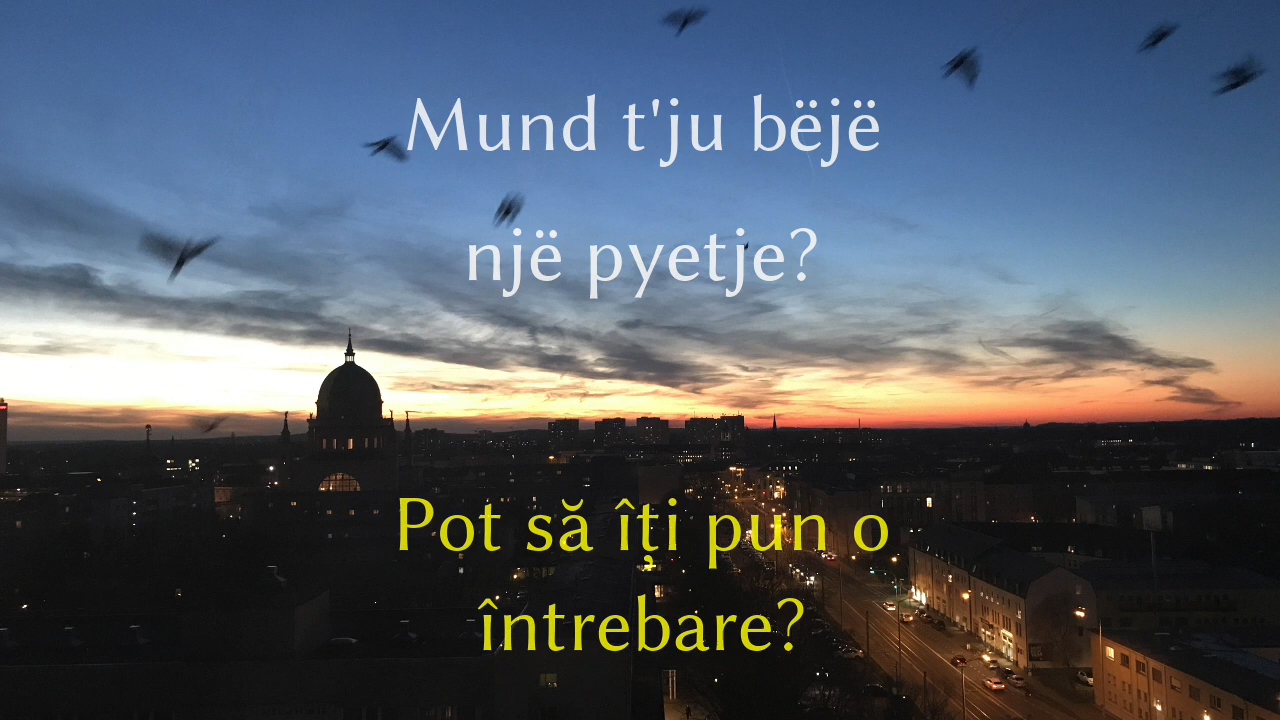 Mund t'ju bëjë
një pyetje?
Pot să îți pun o
întrebare?